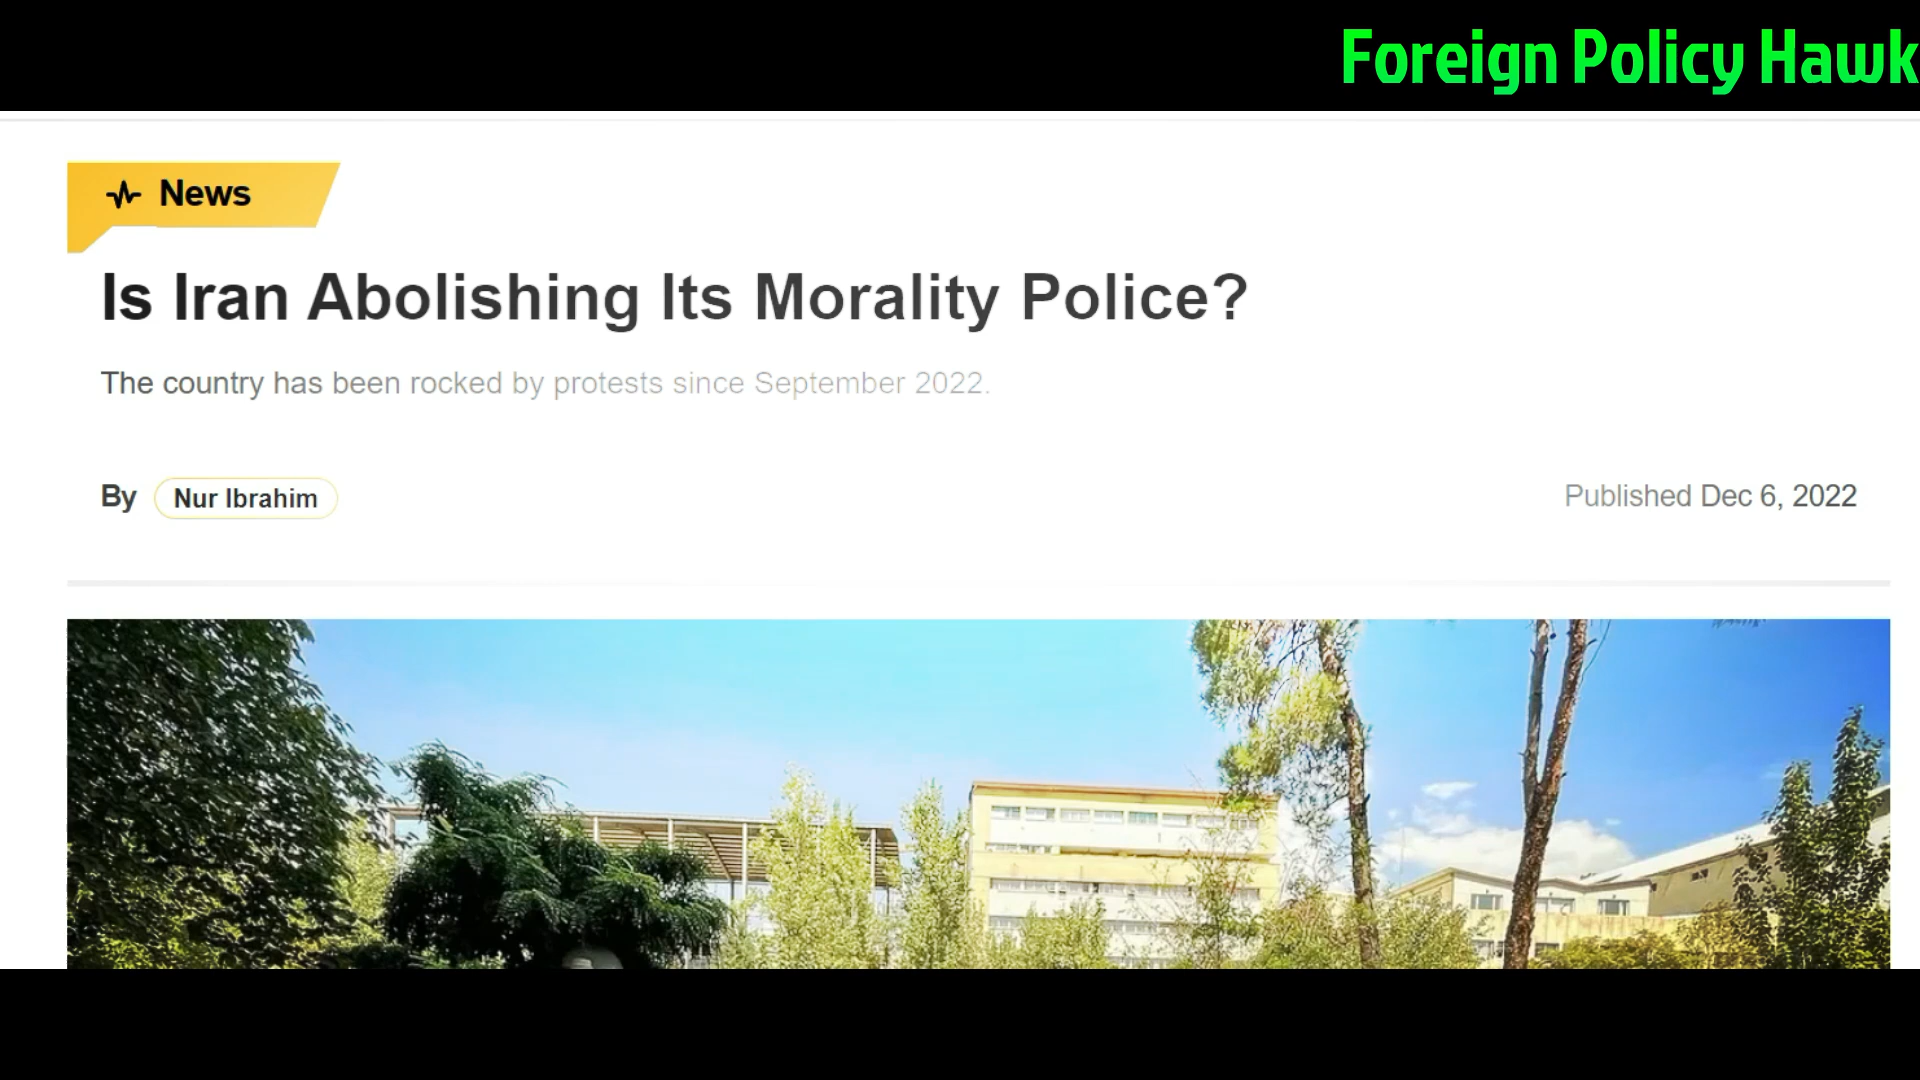 Foreign Policy Hawk
News
Is Iran Abolishing Its Morality Police?
The country has been rocked by protests since September 2022.
By Nur Ibrahim
Published Dec 6, 2022